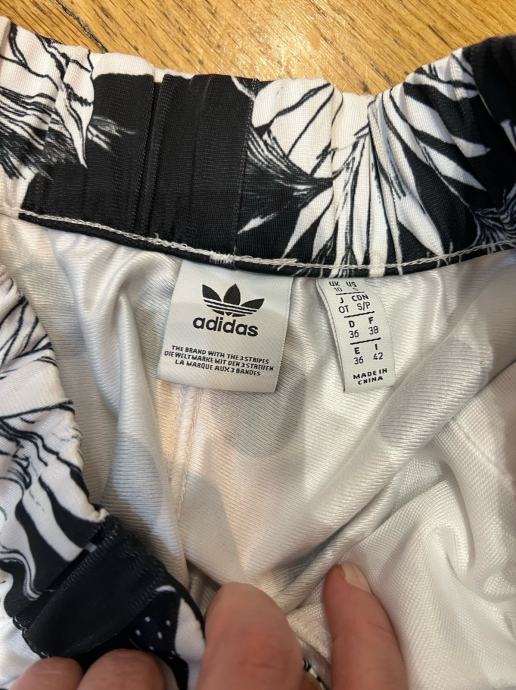 adidas
THE BRAND WITH THE 3 STRIPES
DIE WELTMARKE MIT DEN 3 STREIFEN
LA MARQUE AUX 3 BANDES
UK US
10 S
J CDN
OT S/P
D F
36 38
E I
36 42
MADE IN
CHINA